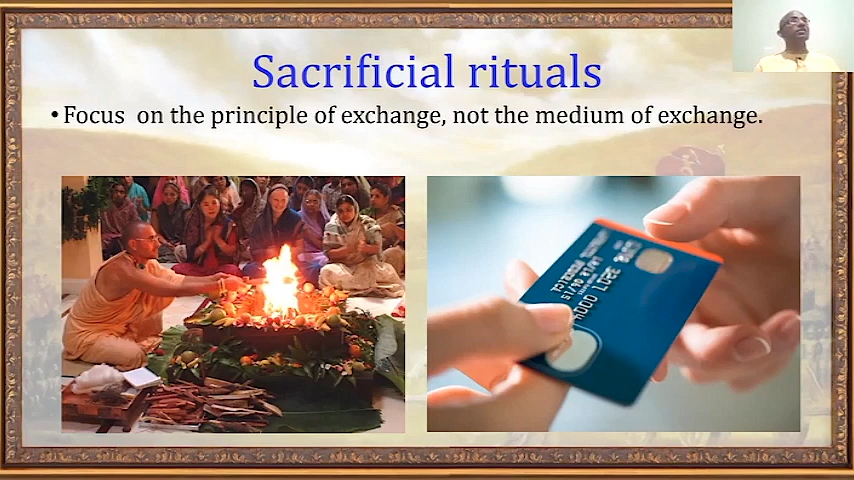 Sacrificial rituals
• Focus on the principle of exchange, not the medium of exchange.